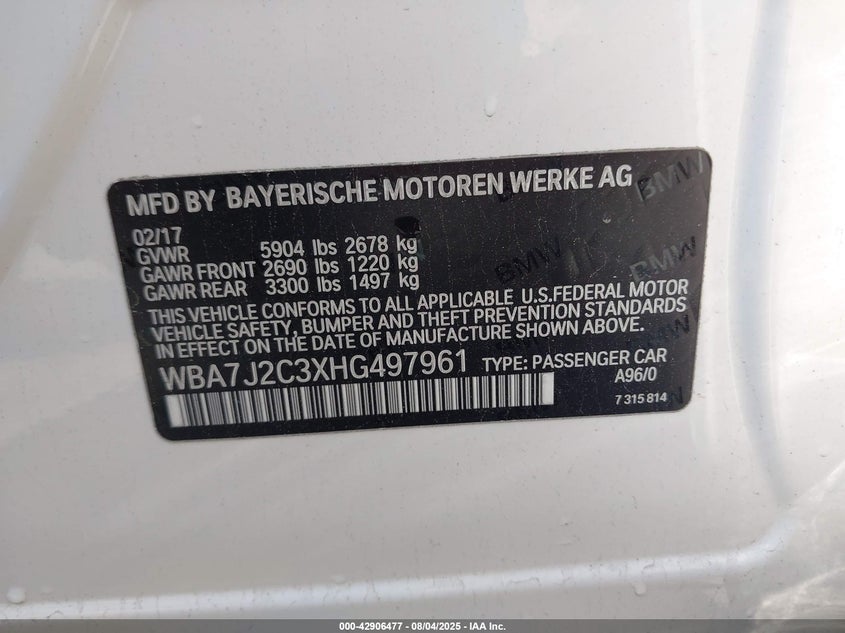 MFD BY BAYERISCHE MOTOREN WERKE AG
02/17
GVWR 5904 lbs 2678 kg
GAWR FRONT 2690 lbs 1220 kg
GAWR REAR 3300 lbs 1497 kg
THIS VEHICLE CONFORMS TO ALL APPLICABLE U.S.FEDERAL MOTOR
VEHICLE SAFETY, BUMPER AND THEFT PREVENTION STANDARDS
IN EFFECT ON THE DATE OF MANUFACTURE SHOWN ABOVE.
WBA7J2C3XHG497961 TYPE: PASSENGER CAR
A96/0
7 315 814
BMW
BMW
BMW
000-42906477 - 08/04/2025 - IAA Inc.